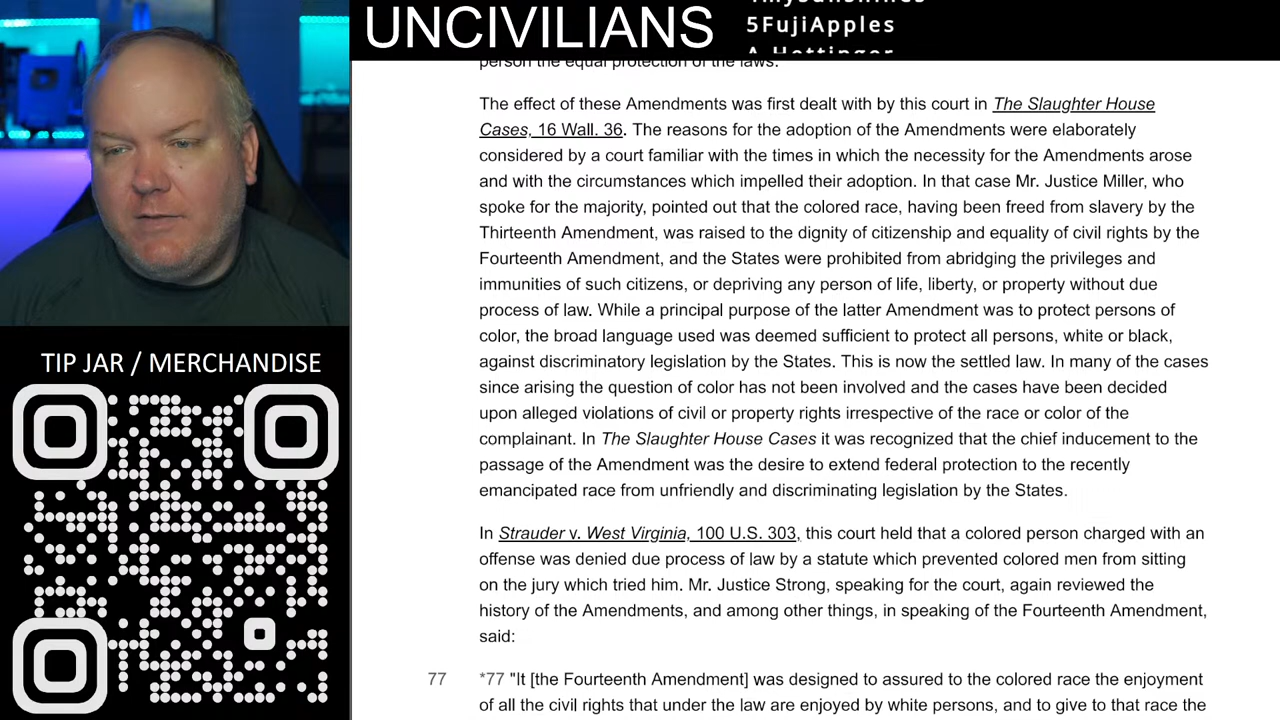 UNCIVILIANS
5FujiApples
A Hettinger
TIP JAR / MERCHANDISE
person the equal protection of the laws.
The effect of these Amendments was first dealt with by this court in The Slaughter House
Cases, 16 Wall. 36. The reasons for the adoption of the Amendments were elaborately
considered by a court familiar with the times in which the necessity for the Amendments arose
and with the circumstances which impelled their adoption. In that case Mr. Justice Miller, who
spoke for the majority, pointed out that the colored race, having been freed from slavery by the
Thirteenth Amendment, was raised to the dignity of citizenship and equality of civil rights by the
Fourteenth Amendment, and the States were prohibited from abridging the privileges and
immunities of such citizens, or depriving any person of life, liberty, or property without due
process of law. While a principal purpose of the latter Amendment was to protect persons of
color, the broad language used was deemed sufficient to protect all persons, white or black,
against discriminatory legislation by the States. This is now the settled law. In many of the cases
since arising the question of color has not been involved and the cases have been decided
upon alleged violations of civil or property rights irrespective of the race or color of the
complainant. In The Slaughter House Cases it was recognized that the chief inducement to the
passage of the Amendment was the desire to extend federal protection to the recently
emancipated race from unfriendly and discriminating legislation by the States.
In Strauder v. West Virginia, 100 U.S. 303, this court held that a colored person charged with an
offense was denied due process of law by a statute which prevented colored men from sitting
on the jury which tried him. Mr. Justice Strong, speaking for the court, again reviewed the
history of the Amendments, and among other things, in speaking of the Fourteenth Amendment,
said:
77 *77 "It [the Fourteenth Amendment] was designed to assured to the colored race the enjoyment
of all the civil rights that under the law are enjoyed by white persons, and to give to that race the